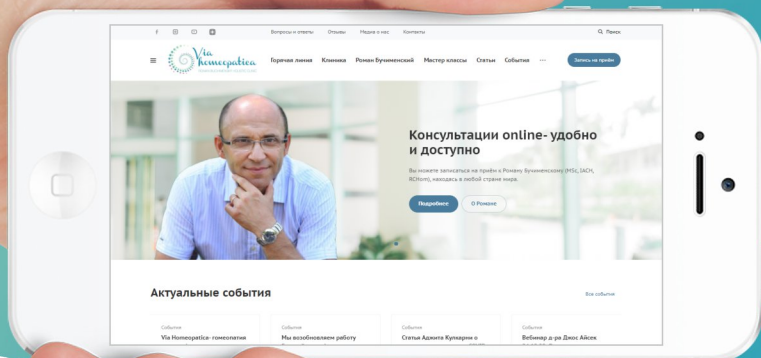 f
Вопросы и ответы Отзывы Медиа о нас Контакты Поиск
Via
homeopatica
Горячая линия Клиника Роман Бучименский Мастер классы Статьи События ... Запись на приём
Консультации online- удобно
и доступно
Вы можете записаться на приём к Роману Бучименскому (MSc, IACH,
RCHom), находясь в любой стране мира.
Подробнее О Романе
Актуальные события Все события
Событие Событие Событие Событие
Via Homeopatica- гомеопатия Мы возобновляем работу Статья Аджита Кулкарни о Вебинар д-ра Джос Айсек